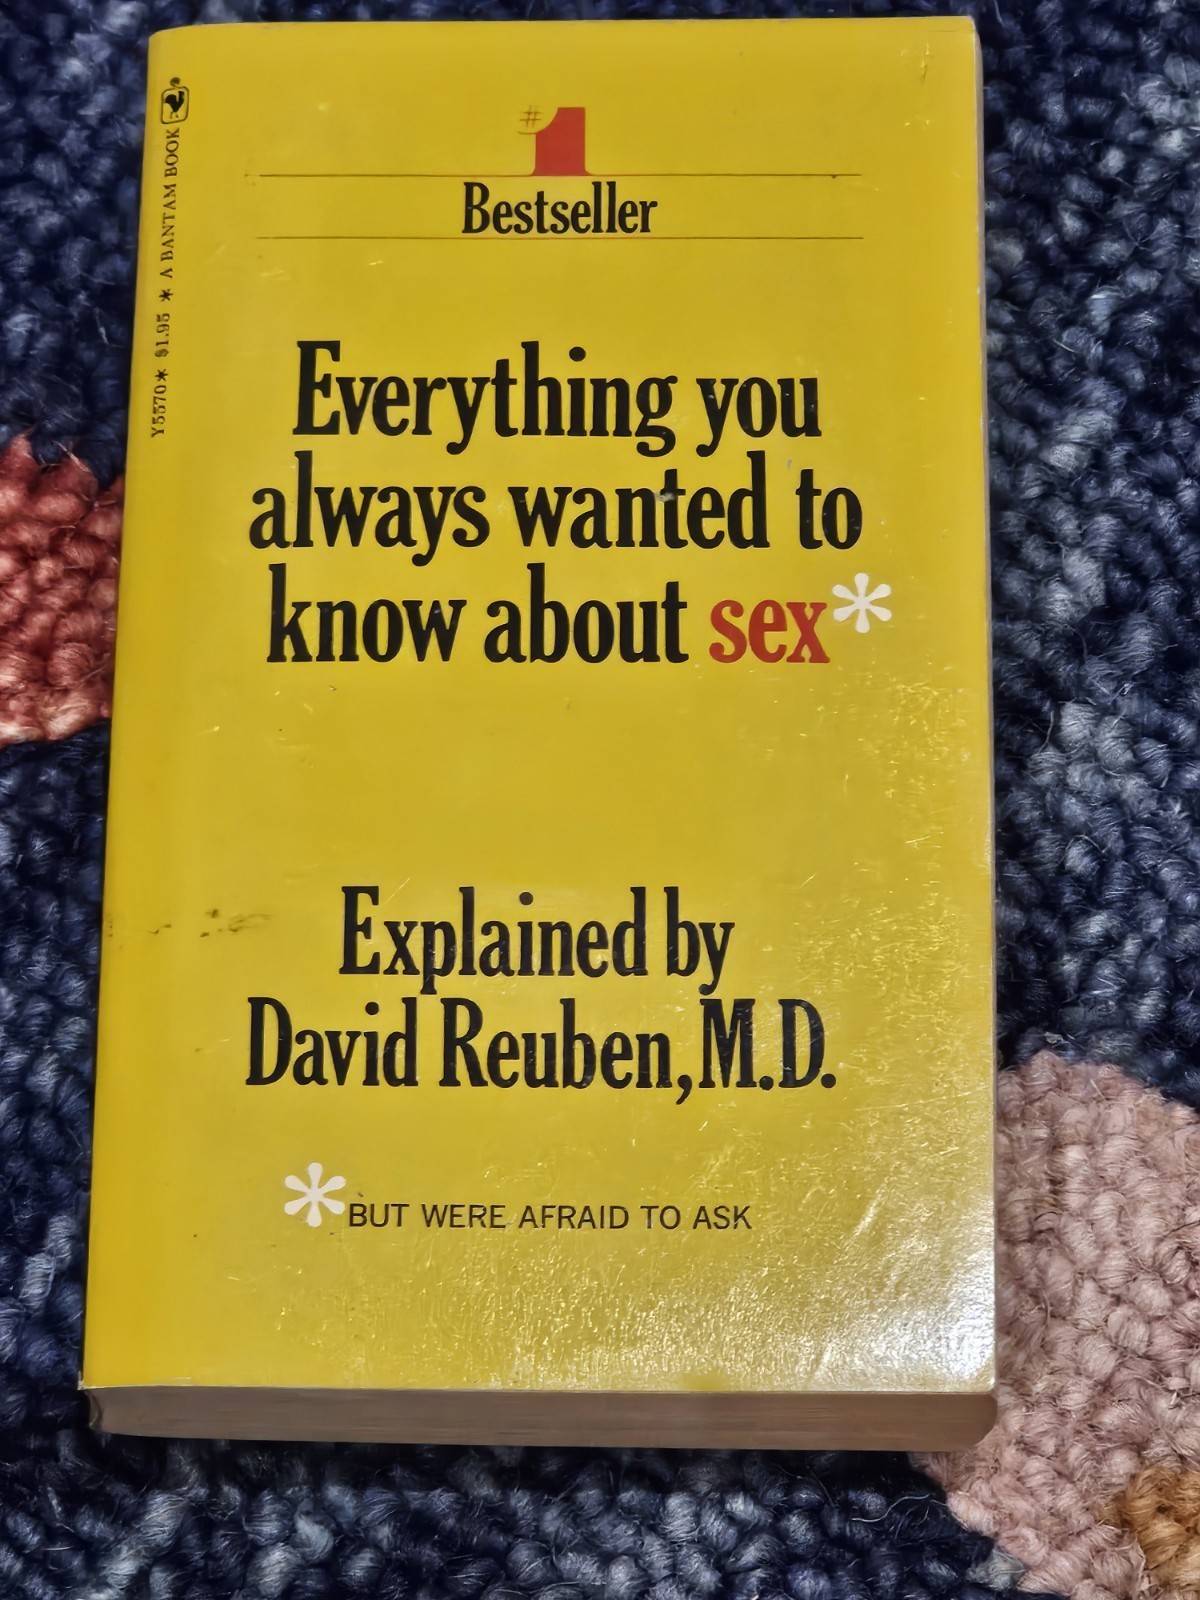 #1
Bestseller
Everything you
always wanted to
know about sex*
Explained by
David Reuben, M.D.
*BUT WERE AFRAID TO ASK
Y5570 * $1.95 * A BANTAM BOOK